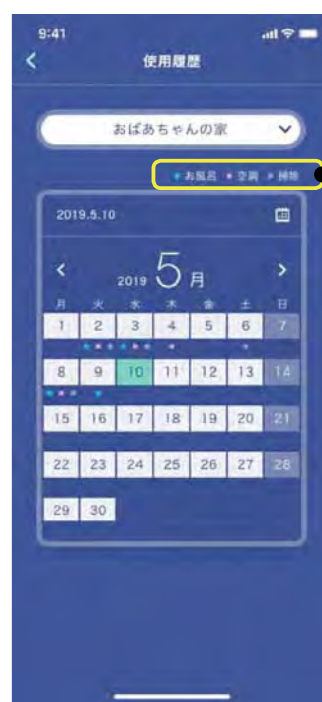 9:41
使用履歴
おばあちゃんの家
お風呂 空調 掃除
2019.5.10
2019 5月
月 火 水 木 金 土 日
1 2 3 4 5 6 7
8 9 10 11 12 13 14
15 16 17 18 19 20 21
22 23 24 25 26 27 28
29 30